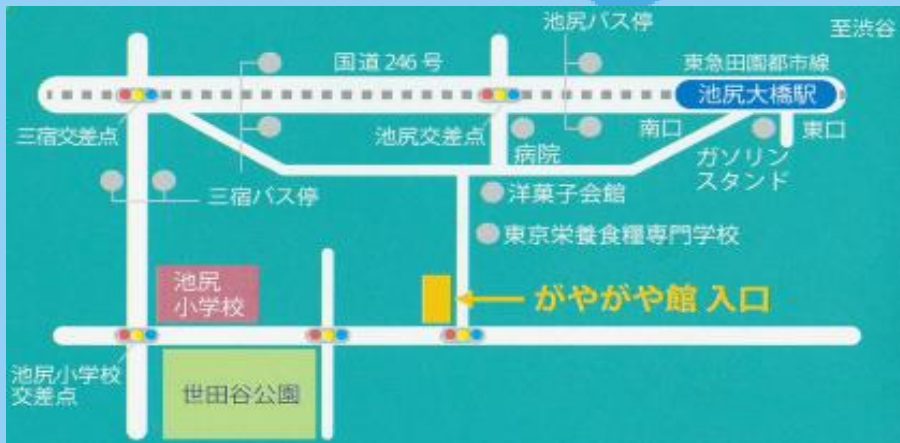 池尻バス停
至渋谷
国道246号
東急田園都市線
池尻大橋駅
三宿交差点
池尻交差点
病院
南口
東口
ガソリン
スタンド
三宿バス停
洋菓子会館
東京栄養食糧専門学校
池尻
小学校
がやがや館 入口
池尻小学校
交差点
世田谷公園